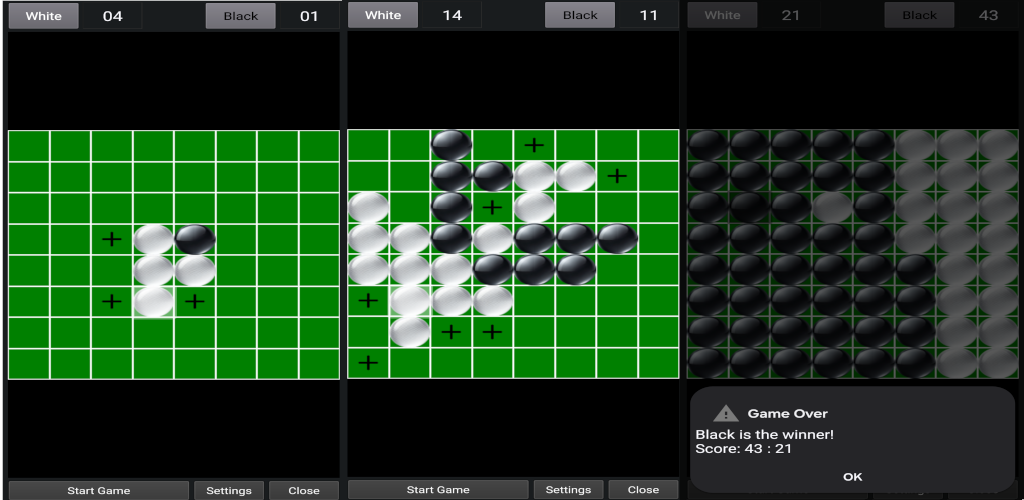 White 04 Black 01
Start Game Settings Close
White 14 Black 11
Start Game Settings Close
White 21 Black 43
Game Over
Black is the winner!
Score: 43 : 21
OK